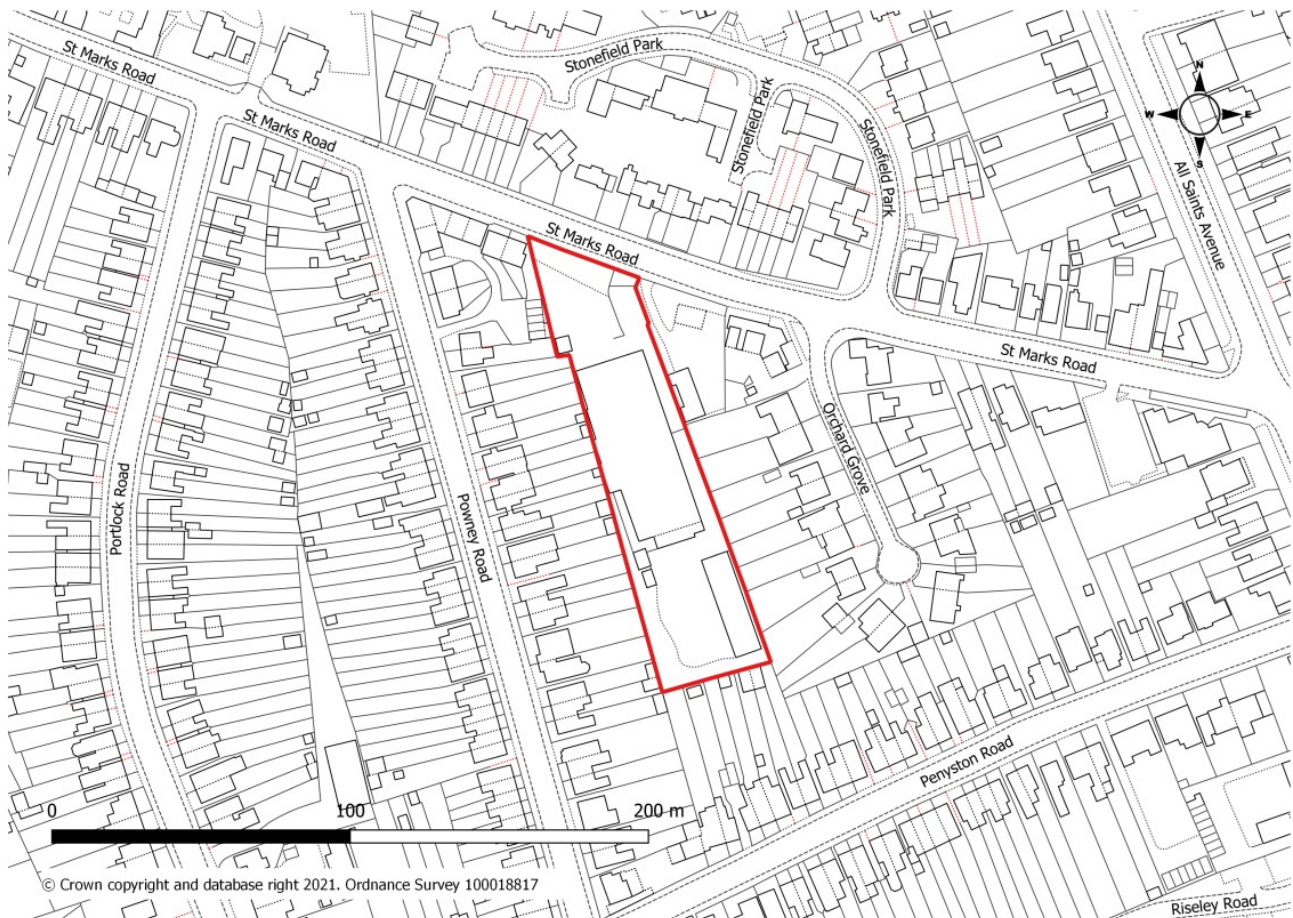 St Marks Road
Stonefield Park
St Marks Road
Stonefield Park
Stonefield Park
N
W
E
S
All Saints Avenue
St Marks Road
St Marks Road
Orchard Grove
Portlock Road
Powney Road
Penyston Road
0
100
200 m
© Crown copyright and database right 2021. Ordnance Survey 100018817
Riseley Road